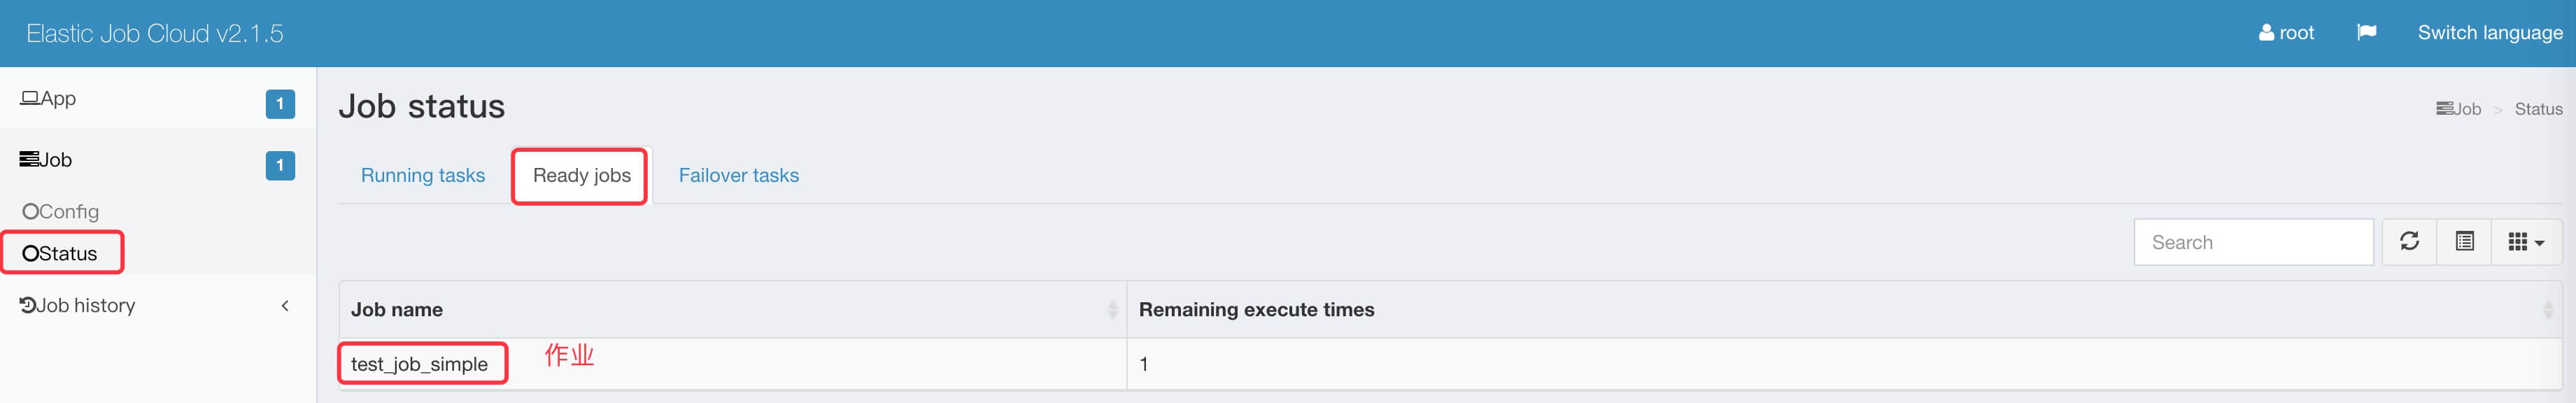 Elastic Job Cloud v2.1.5
root
Switch language
App
1
Job
1
Config
Status
Job history
Job status
Job > Status
Running tasks
Ready jobs
Failover tasks
Search
Job name
Remaining execute times
test_job_simple
作业
1